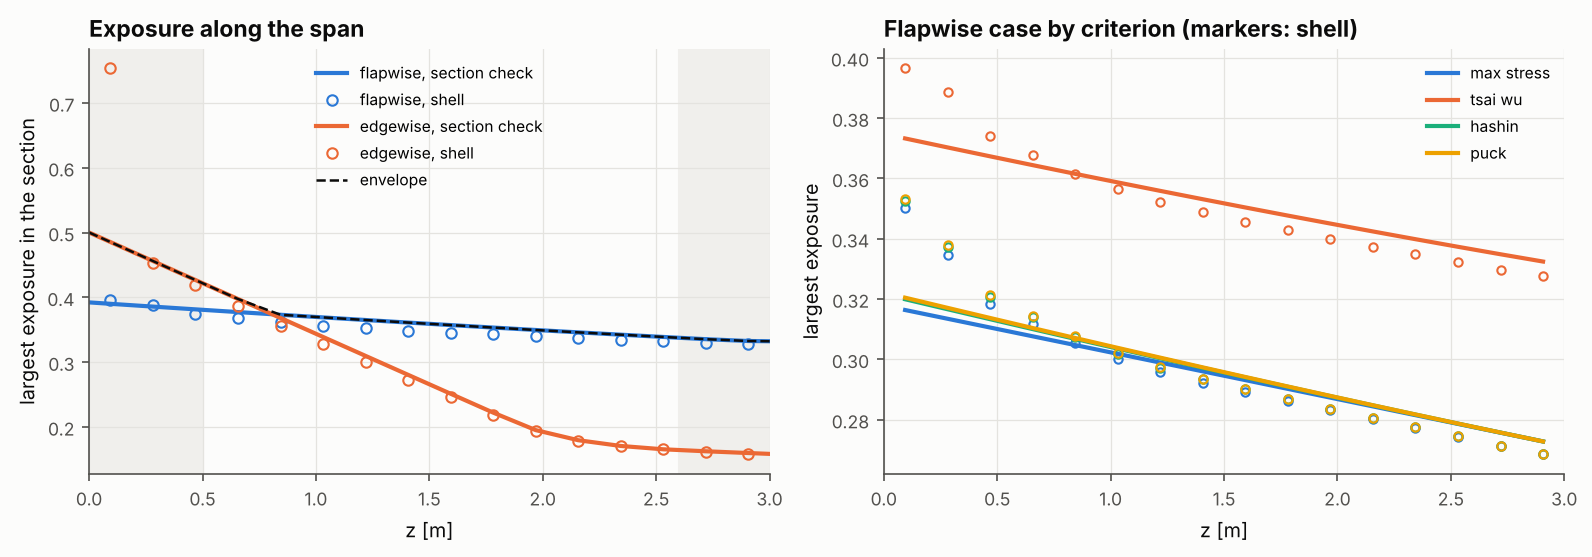 Exposure along the span
largest exposure in the section
0.7
0.6
0.5
0.4
0.3
0.2
flapwise, section check
flapwise, shell
edgewise, section check
edgewise, shell
envelope
0.0 0.5 1.0 1.5 2.0 2.5 3.0
z [m]
Flapwise case by criterion (markers: shell)
largest exposure
0.40
0.38
0.36
0.34
0.32
0.30
0.28
max stress
tsai wu
hashin
puck
0.0 0.5 1.0 1.5 2.0 2.5 3.0
z [m]